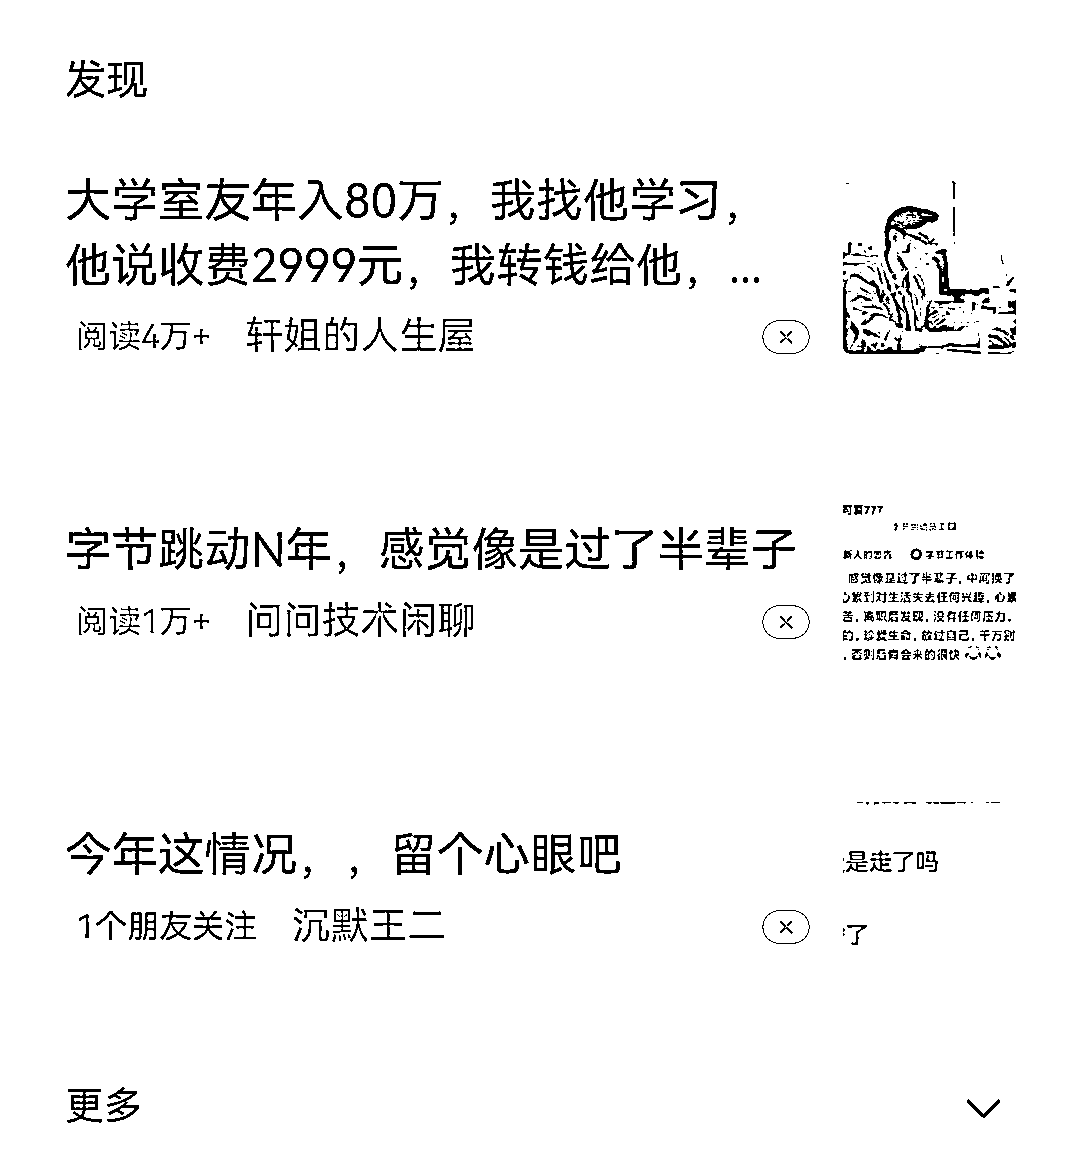 发现
大学室友年入80万，我找他学习，
他说收费2999元，我转钱给他，...
阅读4万+ 轩姐的人生屋
字节跳动N年，感觉像是过了半辈子
阅读1万+ 问问技术闲聊
可爱777
字节工作体验
感觉像是过了半辈子，中间换了
心累到对生活失去任何兴趣，心累
苦，离职后发现，没有任何压力，
的，珍爱生命，放过自己，千万别
，否则后悔会来的很快
今年这情况，，留个心眼吧
1个朋友关注 沉默王二
是走了吗
了
更多